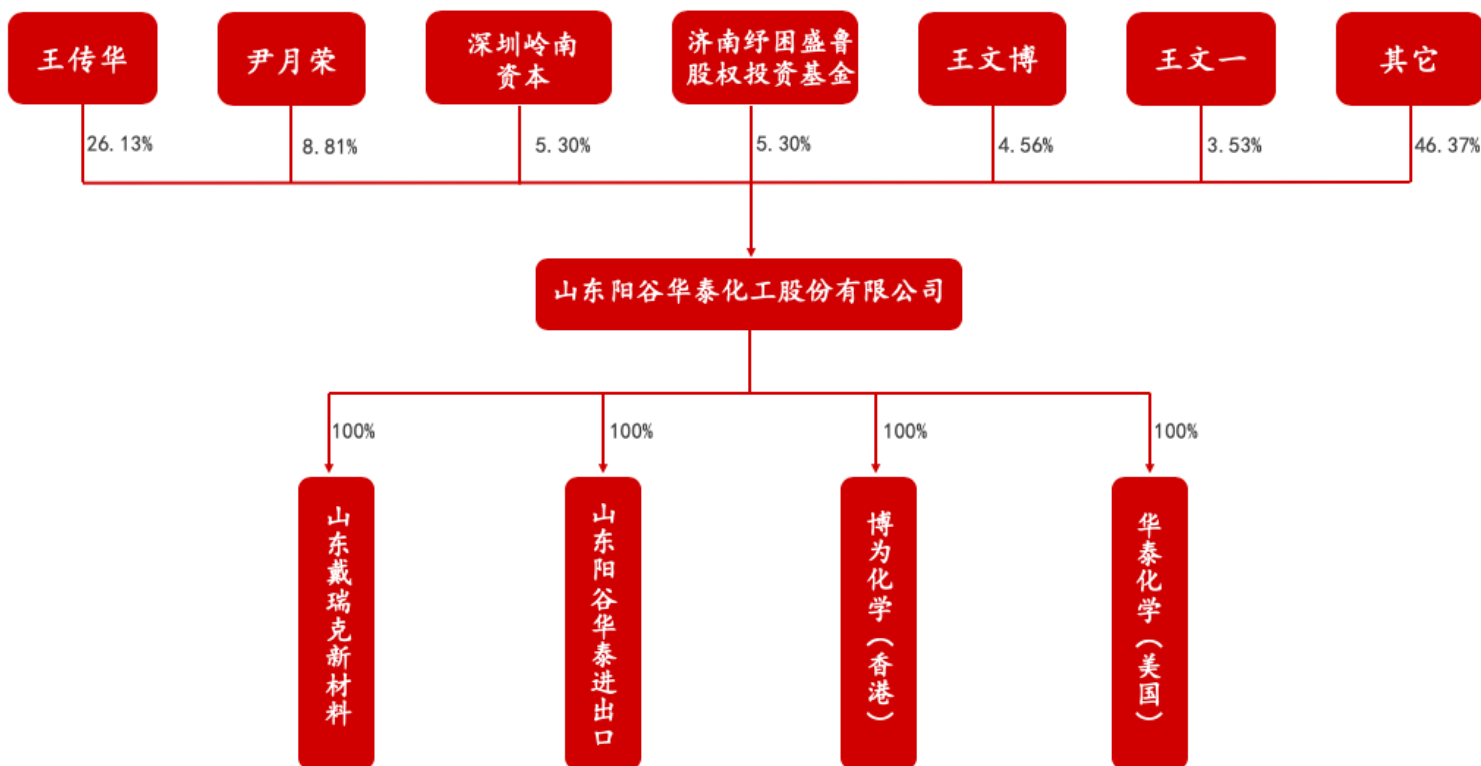 王传华
尹月荣
深圳岭南
资本
济南纾困盛鲁
股权投资基金
王文博
王文一
其它
26.13%
8.81%
5.30%
5.30%
4.56%
3.53%
46.37%
山东阳谷华泰化工股份有限公司
100%
100%
100%
100%
山东戴瑞克新材料
山东阳谷华泰进出口
博为化学（香港）
华泰化学（美国）